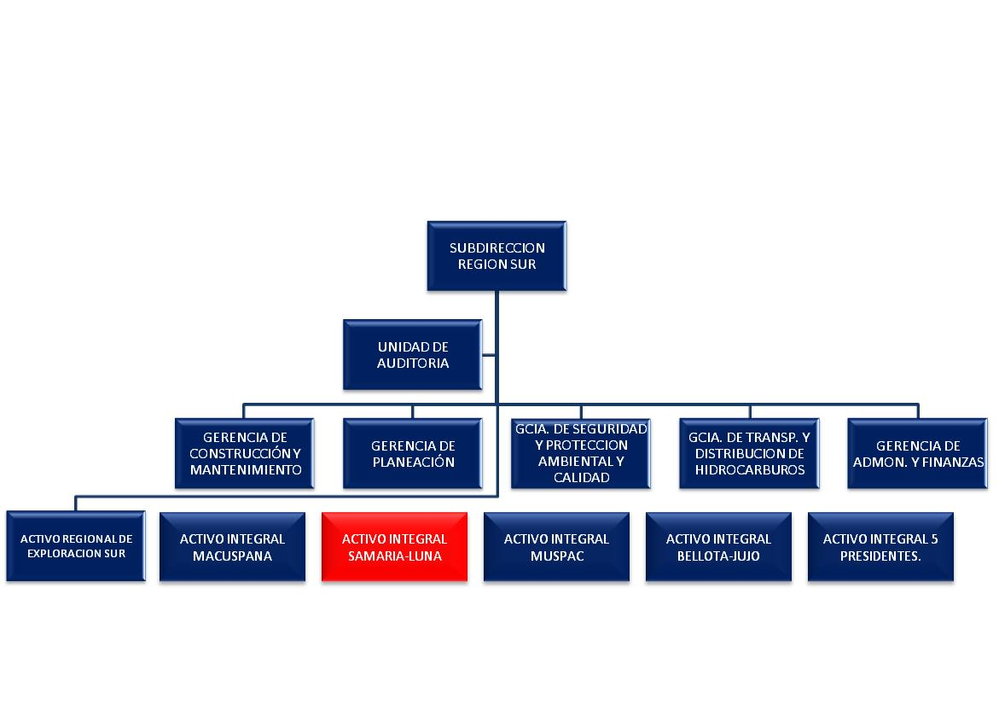 SUBDIRECCION
REGION SUR
UNIDAD DE
AUDITORIA
GERENCIA DE
CONSTRUCCIÓN Y
MANTENIMIENTO
GERENCIA DE
PLANEACIÓN
GCIA. DE SEGURIDAD
Y PROTECCION
AMBIENTAL Y
CALIDAD
GCIA. DE TRANSP. Y
DISTRIBUCION DE
HIDROCARBUROS
GERENCIA DE
ADMON. Y FINANZAS
ACTIVO REGIONAL DE
EXPLORACION SUR
ACTIVO INTEGRAL
MACUSPANA
ACTIVO INTEGRAL
SAMARIA-LUNA
ACTIVO INTEGRAL
MUSPAC
ACTIVO INTEGRAL
BELLOTA-JUJO
ACTIVO INTEGRAL 5
PRESIDENTES.